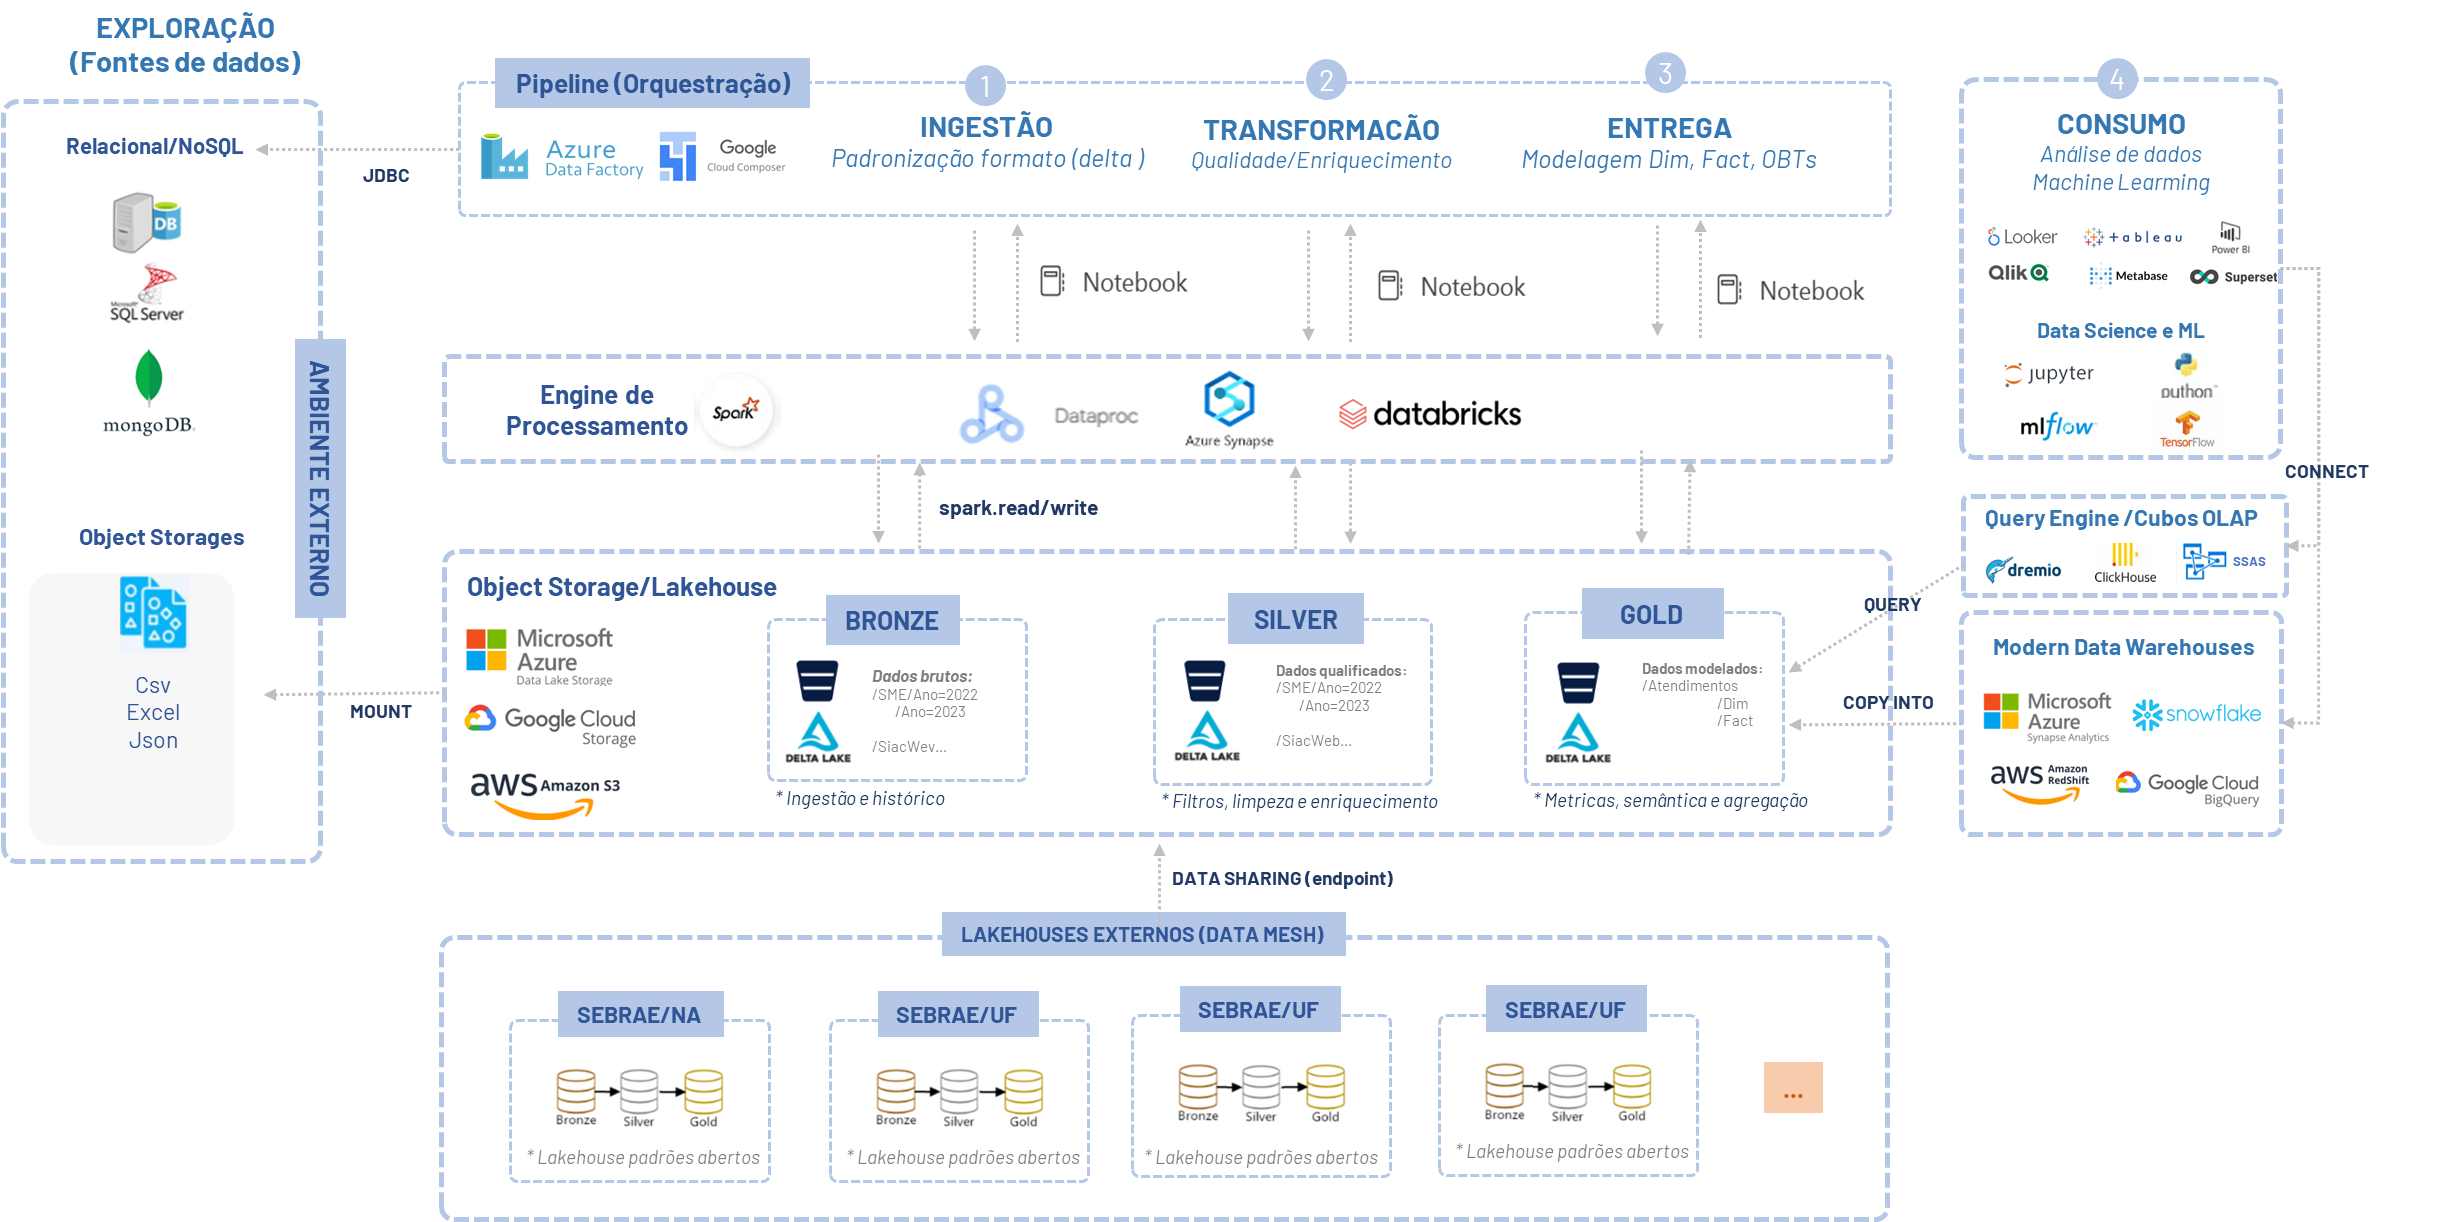 EXPLORAÇÃO
(Fontes de dados)
Relacional/NoSQL
DB
Microsoft
SQL Server
mongoDB.
Object Storages
Csv
Excel
Json
AMBIENTE EXTERNO
JDBC
MOUNT
Pipeline (Orquestração)
Azure
Data Factory
Google
Cloud Composer
1
INGESTÃO
Padronização formato (delta )
2
TRANSFORMACÃO
Qualidade/Enriquecimento
3
ENTREGA
Modelagem Dim, Fact, OBTs
Notebook
Notebook
Notebook
Engine de
Processamento
Spark
Dataproc
Azure Synapse
databricks
spark.read/write
Object Storage/Lakehouse
Microsoft
Azure
Data Lake Storage
Google Cloud
Storage
aws Amazon S3
BRONZE
Dados brutos:
/SME/Ano=2022
/Ano=2023
/SiacWev...
DELTA LAKE
* Ingestão e histórico
SILVER
Dados qualificados:
/SME/Ano=2022
/Ano=2023
/SiacWeb...
DELTA LAKE
* Filtros, limpeza e enriquecimento
GOLD
Dados modelados:
/Atendimentos
/Dim
/Fact
DELTA LAKE
* Metricas, semântica e agregação
4
CONSUMO
Análise de dados
Machine Learming
Looker
+ a b l e a u
Power BI
Qlik
Metabase
Superset
Data Science e ML
jupyter
python™
mlflow™
TensorFlow
CONNECT
Query Engine /Cubos OLAP
dremio
ClickHouse
SSAS
QUERY
COPY INTO
Modern Data Warehouses
Microsoft
Azure
Synapse Analytics
snowflake
aws Amazon
RedShift
Google Cloud
BigQuery
DATA SHARING (endpoint)
LAKEHOUSES EXTERNOS (DATA MESH)
SEBRAE/NA
Bronze Silver Gold
* Lakehouse padrões abertos
SEBRAE/UF
Bronze Silver Gold
* Lakehouse padrões abertos
SEBRAE/UF
Bronze Silver Gold
* Lakehouse padrões abertos
SEBRAE/UF
Bronze Silver Gold
* Lakehouse padrões abertos
...